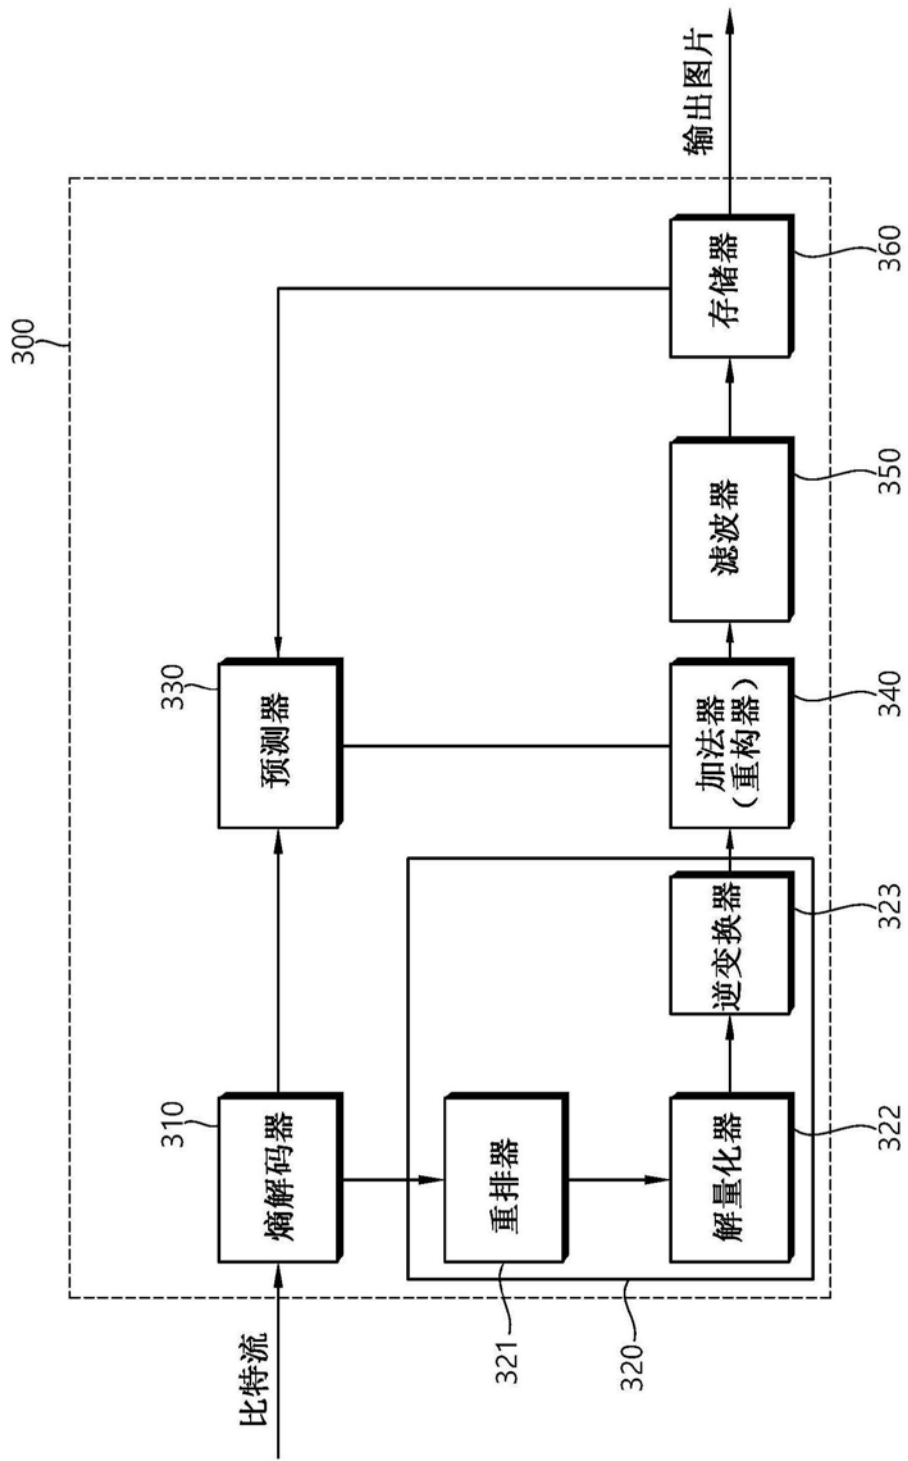 300
比特流
310
熵解码器
330
预测器
321
重排器
320
322
解量化器
323
逆变换器
340
加法器
(重构器)
350
滤波器
360
存储器
输出图片